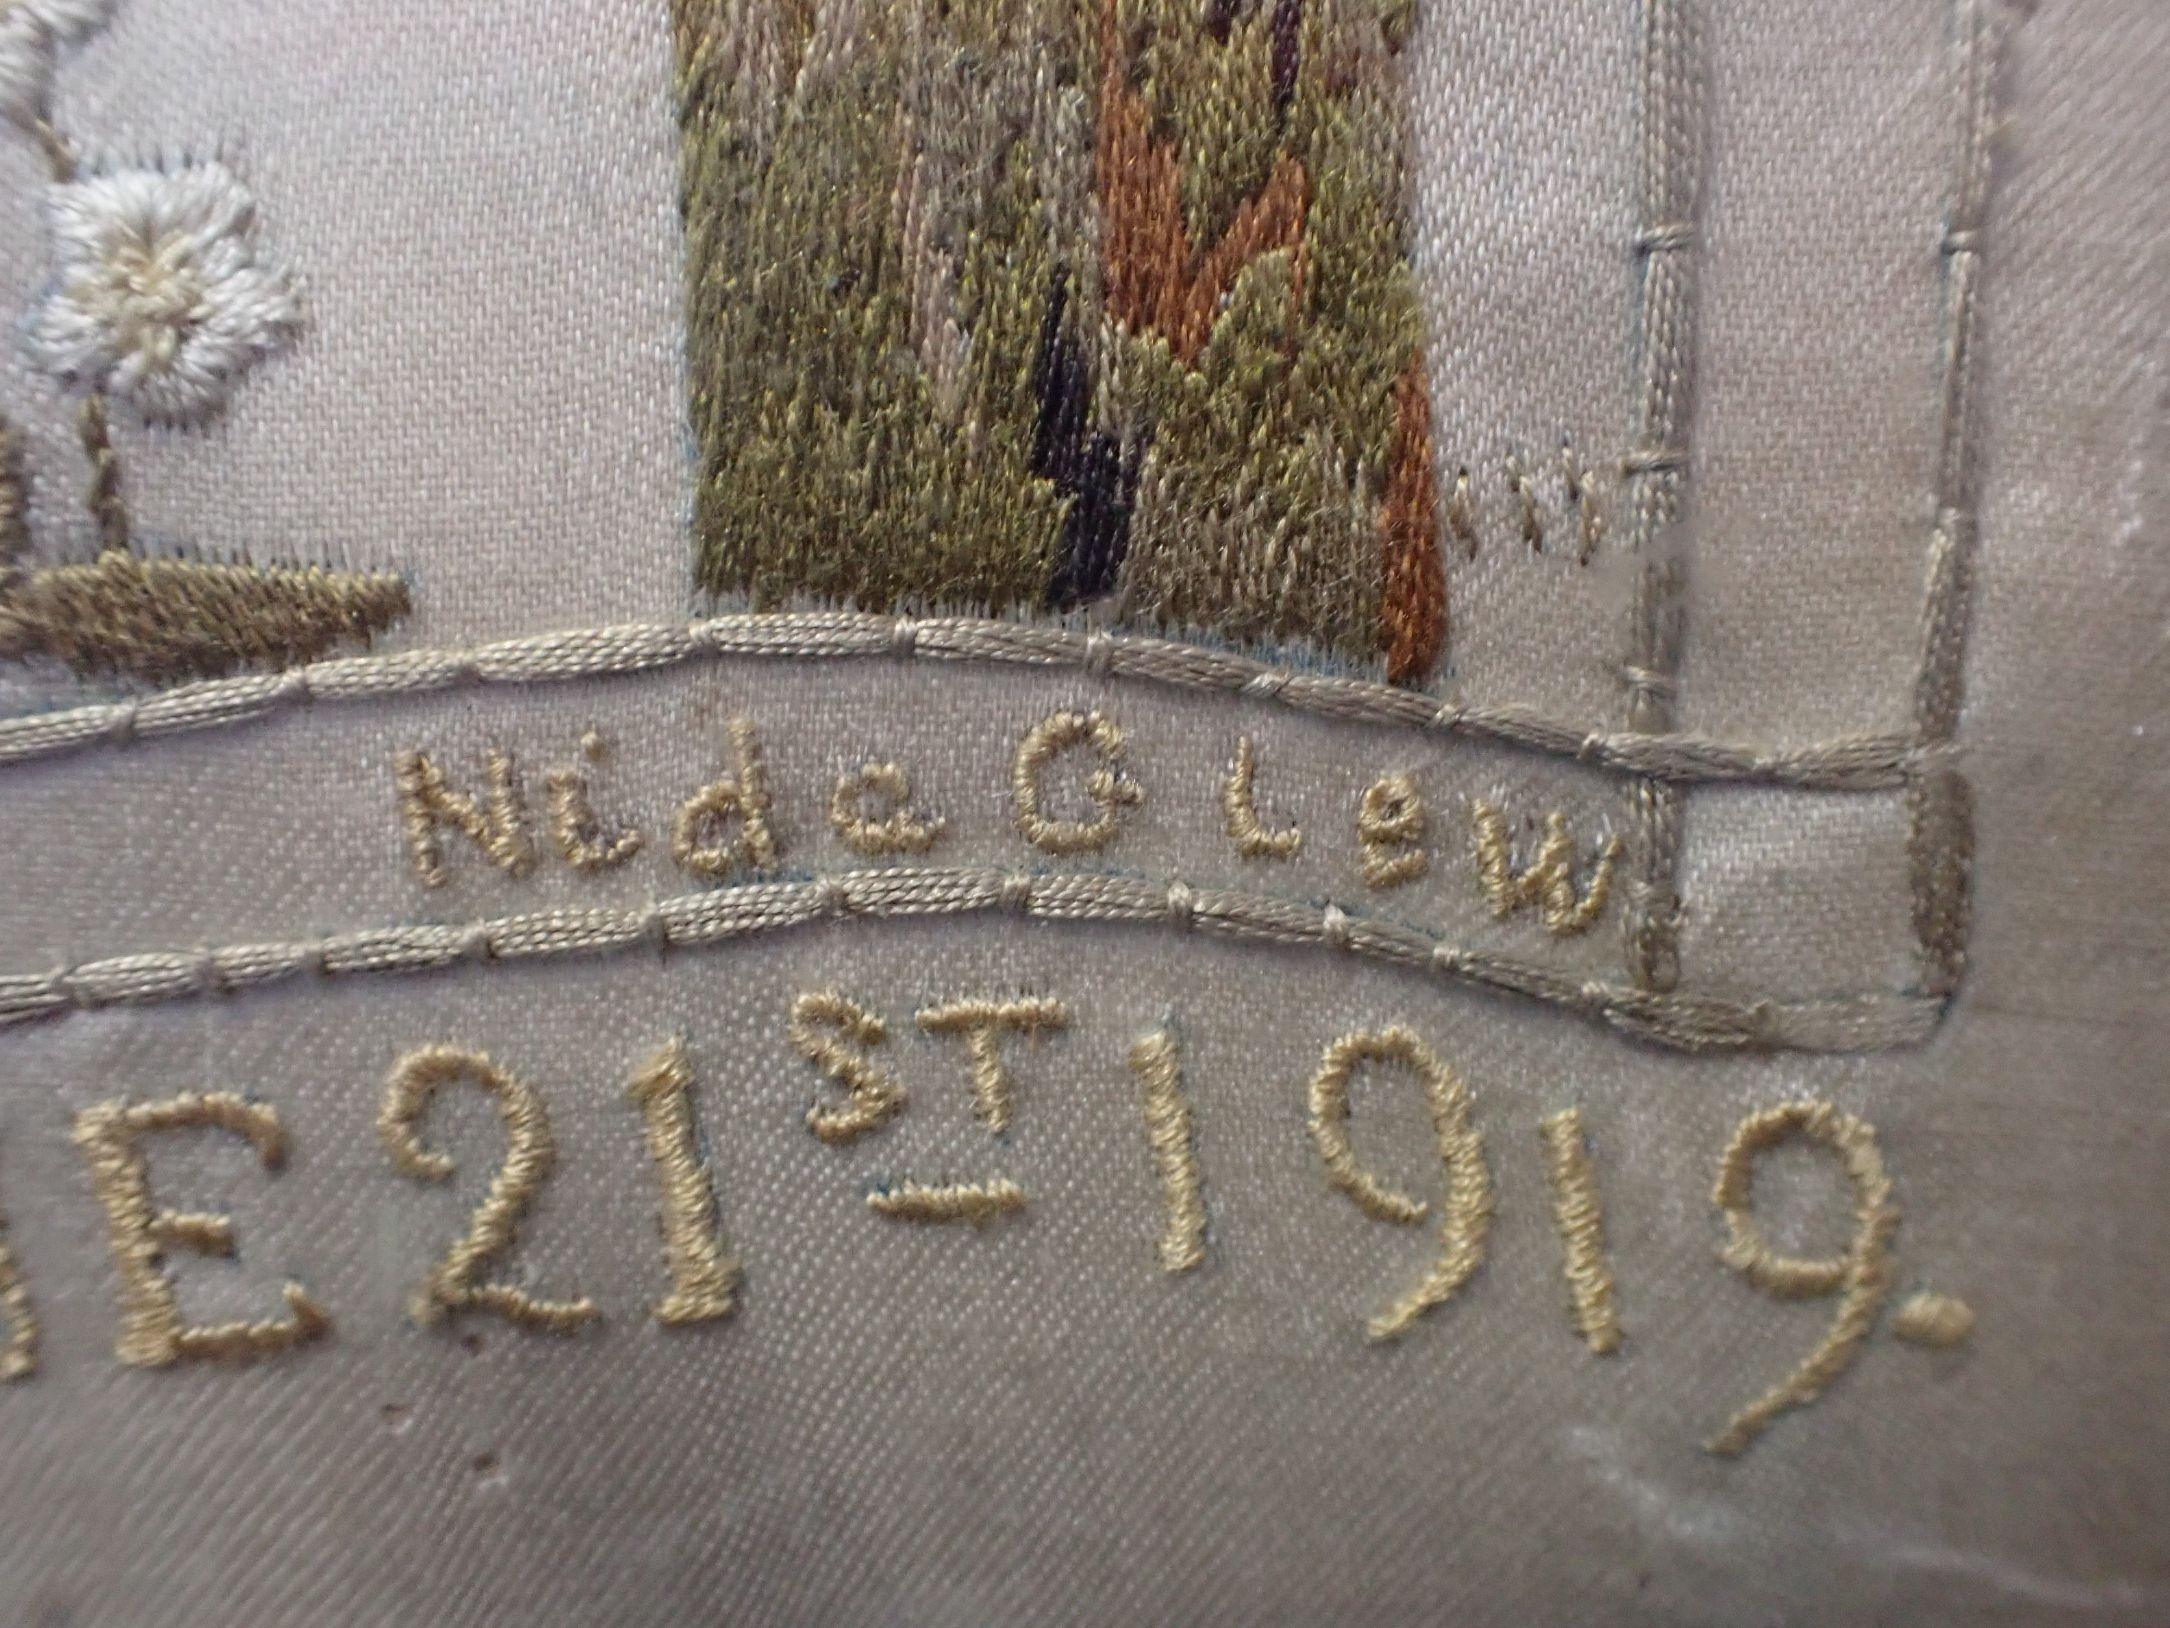 Nida Glew
E 21ST 1919.